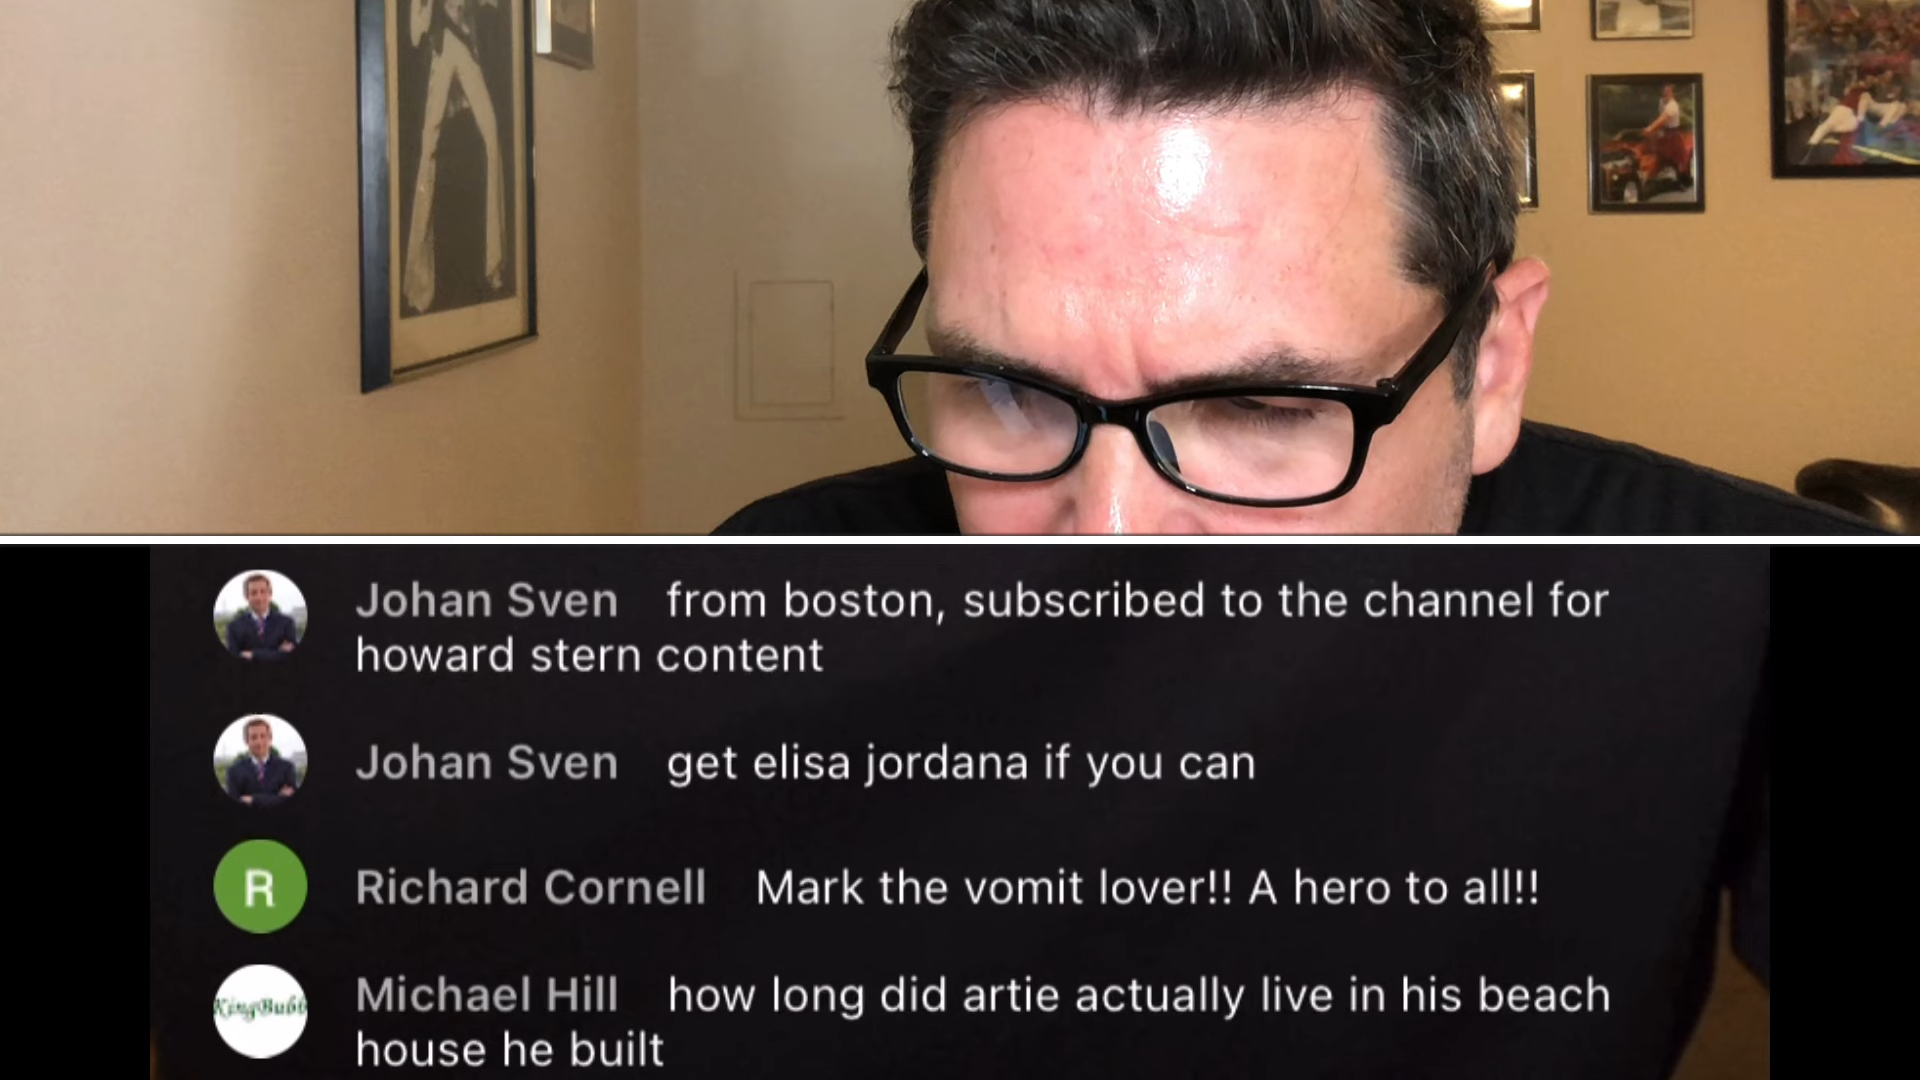 Johan Sven from boston, subscribed to the channel for
howard stern content
Johan Sven get elisa jordana if you can
R
Richard Cornell Mark the vomit lover!! A hero to all!!
KingBubb
Michael Hill how long did artie actually live in his beach
house he built